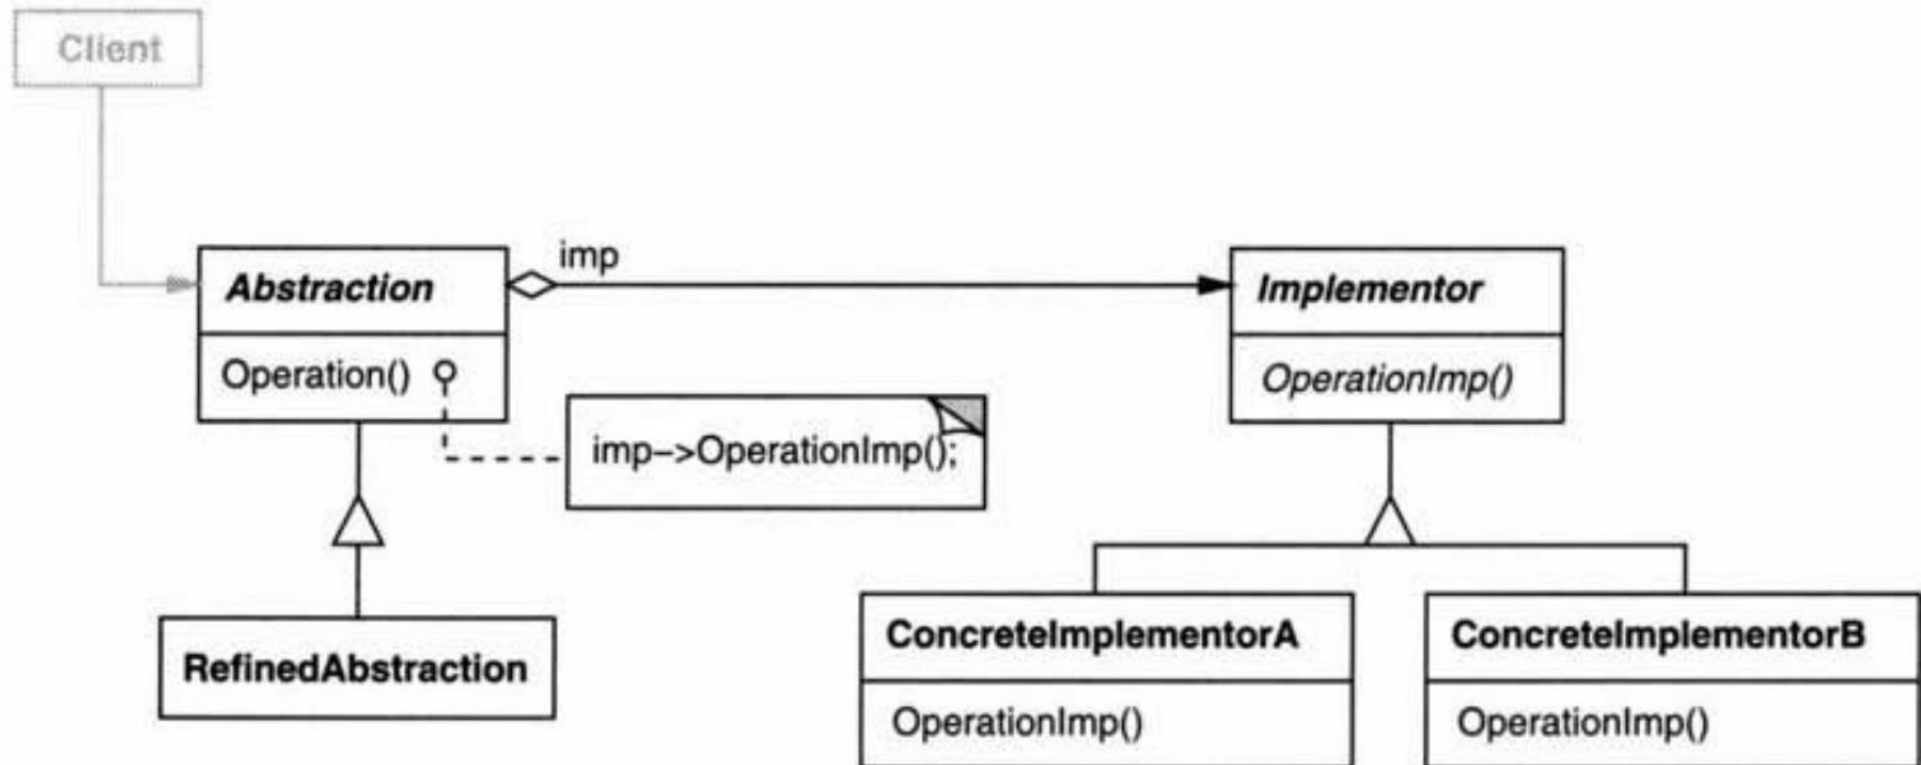 Client
imp
Abstraction
Implementor
Operation()
OperationImp()
imp–>OperationImp();
RefinedAbstraction
ConcreteImplementorA
ConcreteImplementorB
OperationImp()
OperationImp()